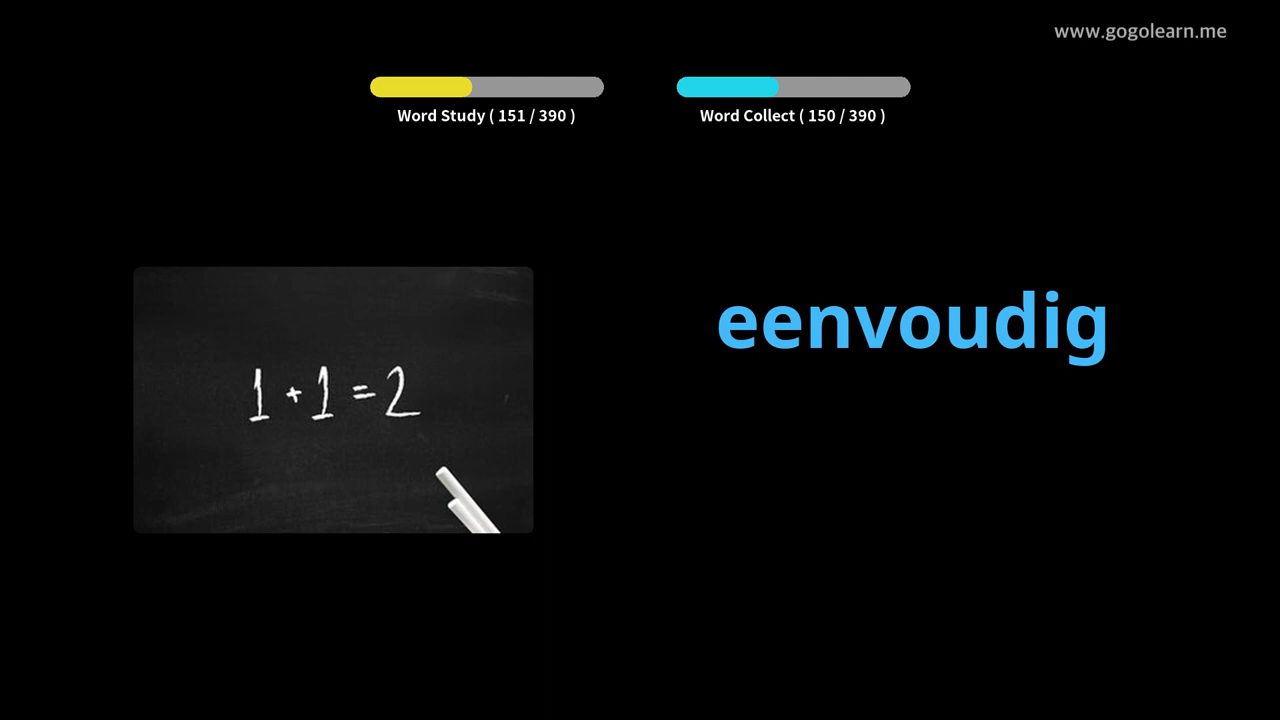 www.gogolearn.me
Word Study ( 151 / 390 )
Word Collect ( 150 / 390 )
eenvoudig
1 + 1 = 2